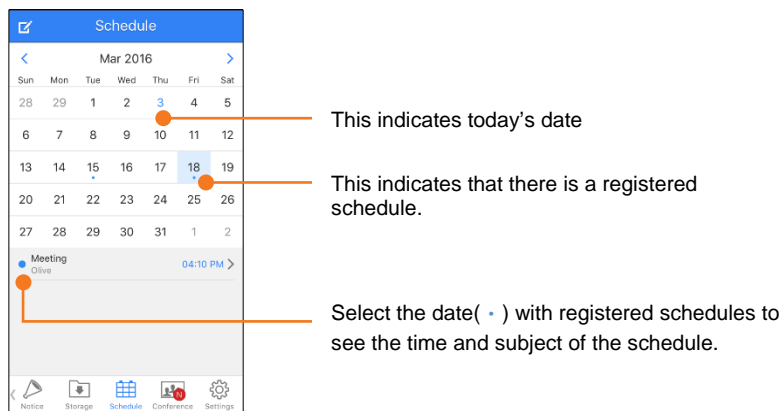 Schedule
Mar 2016
Sun Mon Tue Wed Thu Fri Sat
28 29 1 2 3 4 5
6 7 8 9 10 11 12
13 14 15 16 17 18 19
20 21 22 23 24 25 26
27 28 29 30 31 1 2
Meeting
Olive
04:10 PM
Notice Storage Schedule Conference Settings
N
This indicates today's date
This indicates that there is a registered
schedule.
Select the date( • ) with registered schedules to
see the time and subject of the schedule.